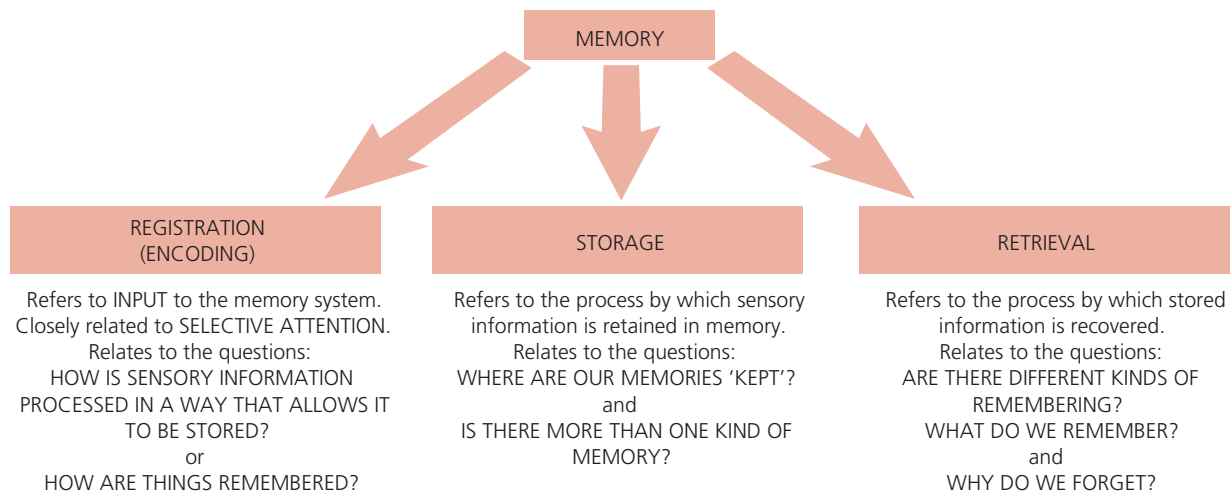 MEMORY
REGISTRATION
(ENCODING)
Refers to INPUT to the memory system.
Closely related to SELECTIVE ATTENTION.
Relates to the questions:
HOW IS SENSORY INFORMATION
PROCESSED IN A WAY THAT ALLOWS IT
TO BE STORED?
or
HOW ARE THINGS REMEMBERED?
STORAGE
Refers to the process by which sensory
information is retained in memory.
Relates to the questions:
WHERE ARE OUR MEMORIES ‘KEPT’?
and
IS THERE MORE THAN ONE KIND OF
MEMORY?
RETRIEVAL
Refers to the process by which stored
information is recovered.
Relates to the questions:
ARE THERE DIFFERENT KINDS OF
REMEMBERING?
WHAT DO WE REMEMBER?
and
WHY DO WE FORGET?